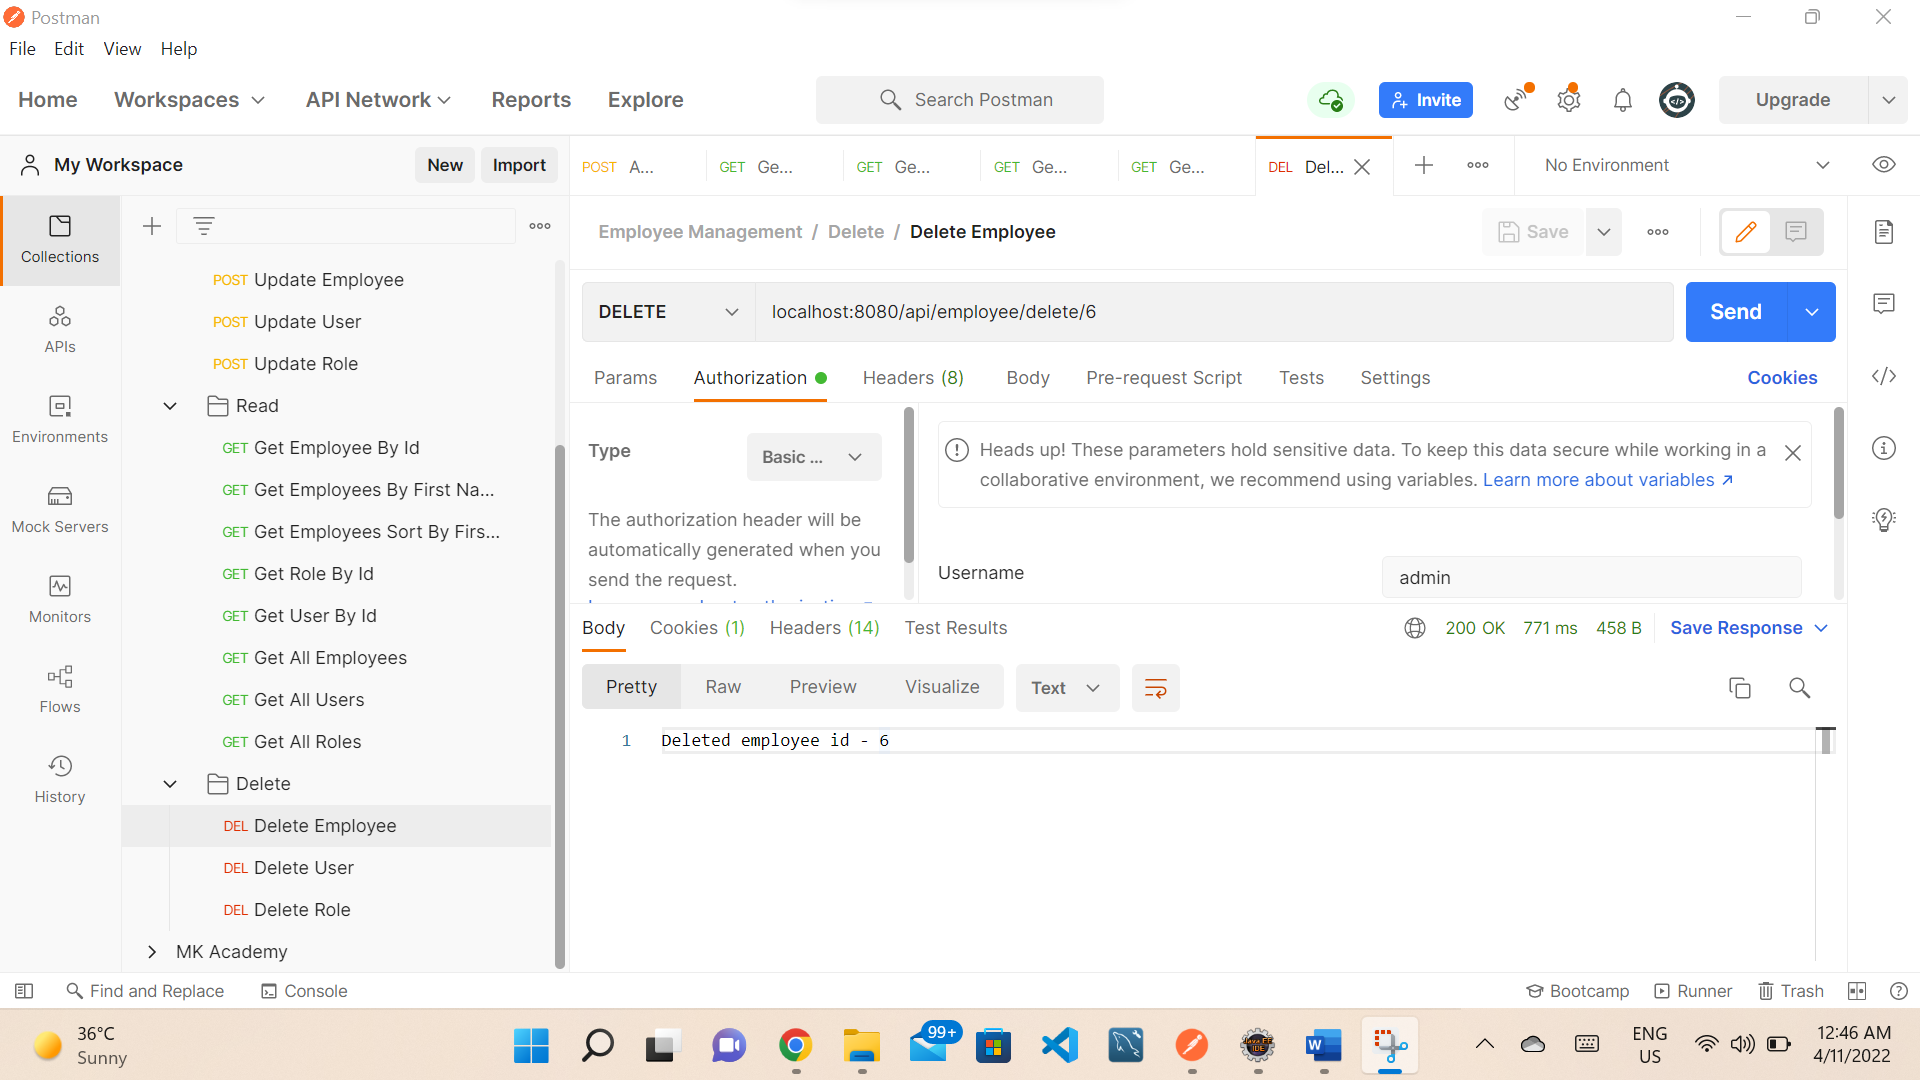 Postman
File Edit View Help
Home Workspaces API Network Reports Explore Search Postman Invite Upgrade
My Workspace New Import POST A... GET Ge... GET Ge... GET Ge... GET Ge... DEL Del... No Environment
Employee Management / Delete / Delete Employee Save
Collections
APIs
Environments
Mock Servers
Monitors
Flows
History
POST Update Employee
POST Update User
POST Update Role
Read
GET Get Employee By Id
GET Get Employees By First Na...
GET Get Employees Sort By Firs...
GET Get Role By Id
GET Get User By Id
GET Get All Employees
GET Get All Users
GET Get All Roles
Delete
DEL Delete Employee
DEL Delete User
DEL Delete Role
MK Academy
DELETE localhost:8080/api/employee/delete/6 Send
Params Authorization Headers (8) Body Pre-request Script Tests Settings Cookies
Type Basic ...
The authorization header will be
automatically generated when you
send the request.
Heads up! These parameters hold sensitive data. To keep this data secure while working in a
collaborative environment, we recommend using variables. Learn more about variables
Username admin
Body Cookies (1) Headers (14) Test Results 200 OK 771 ms 458 B Save Response
Pretty Raw Preview Visualize Text
1 Deleted employee id - 6
Find and Replace Console Bootcamp Runner Trash
36°C
Sunny
99+
ENG
US
12:46 AM
4/11/2022